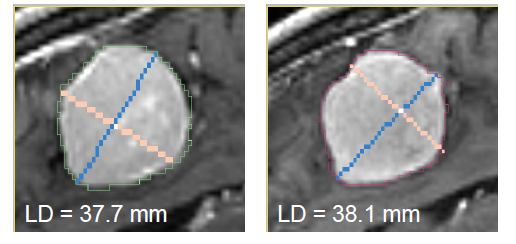 LD = 37.7 mm
LD = 38.1 mm